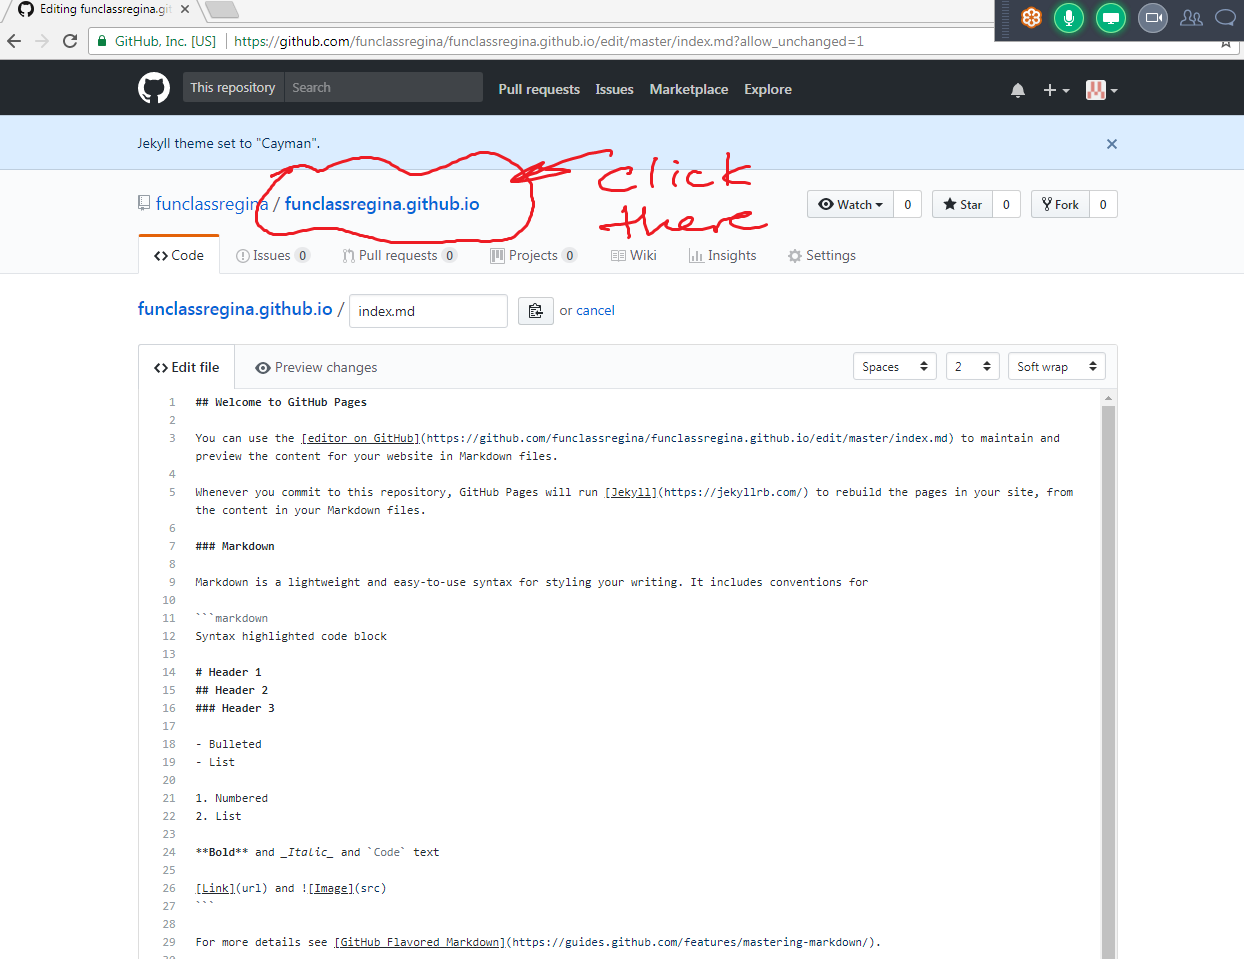 Editing funclassregina.git
GitHub, Inc. [US] https://github.com/funclassregina/funclassregina.github.io/edit/master/index.md?allow_unchanged=1
This repository Search Pull requests Issues Marketplace Explore
Jekyll theme set to "Cayman".
click
there
funclassregina / funclassregina.github.io Watch 0 Star 0 Fork 0
Code Issues 0 Pull requests 0 Projects 0 Wiki Insights Settings
funclassregina.github.io / index.md or cancel
Edit file Preview changes Spaces 2 Soft wrap
1 ## Welcome to GitHub Pages
2
3 You can use the [editor on GitHub](https://github.com/funclassregina/funclassregina.github.io/edit/master/index.md) to maintain and
preview the content for your website in Markdown files.
4
5 Whenever you commit to this repository, GitHub Pages will run [Jekyll](https://jekyllrb.com/) to rebuild the pages in your site, from
the content in your Markdown files.
6
7 ### Markdown
8
9 Markdown is a lightweight and easy-to-use syntax for styling your writing. It includes conventions for
10
11 ```markdown
12 Syntax highlighted code block
13
14 # Header 1
15 ## Header 2
16 ### Header 3
17
18 - Bulleted
19 - List
20
21 1. Numbered
22 2. List
23
24 **Bold** and _Italic_ and `Code` text
25
26 [Link](url) and ![Image](src)
27 ```
28
29 For more details see [GitHub Flavored Markdown](https://guides.github.com/features/mastering-markdown/).